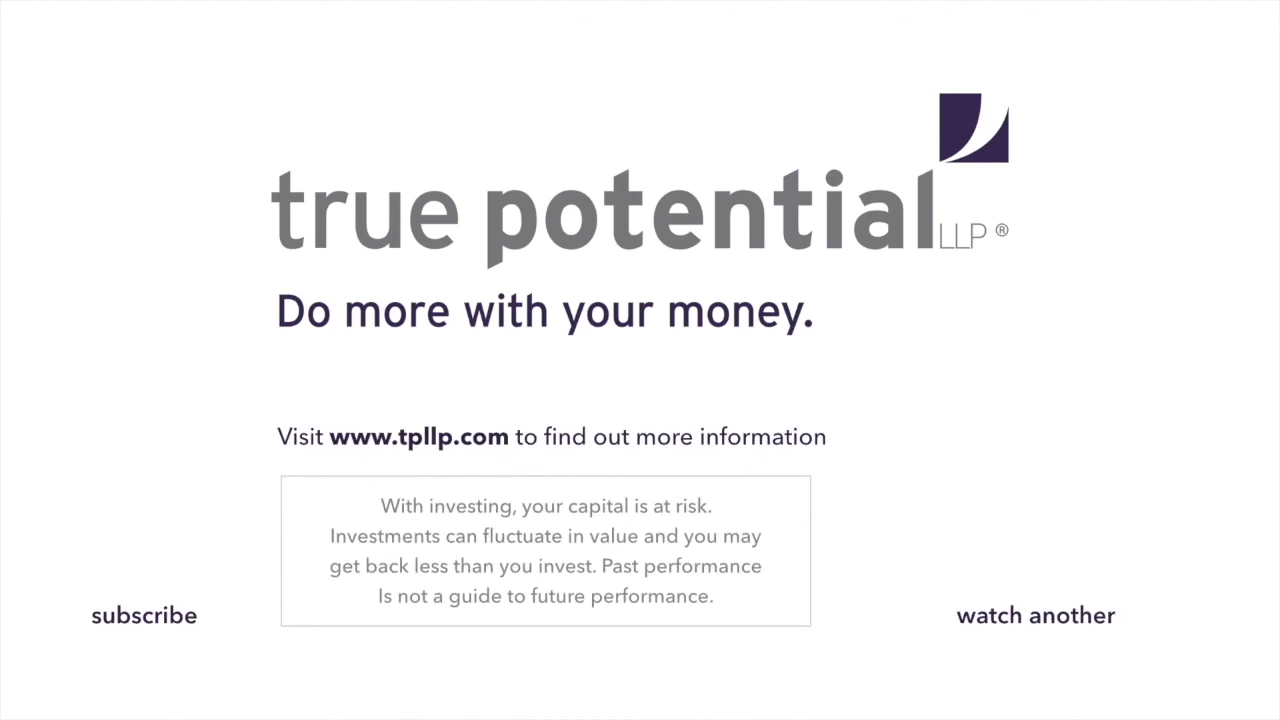 true potential LLP ®
Do more with your money.
Visit www.tpllp.com to find out more information
With investing, your capital is at risk.
Investments can fluctuate in value and you may
get back less than you invest. Past performance
Is not a guide to future performance.
subscribe
watch another